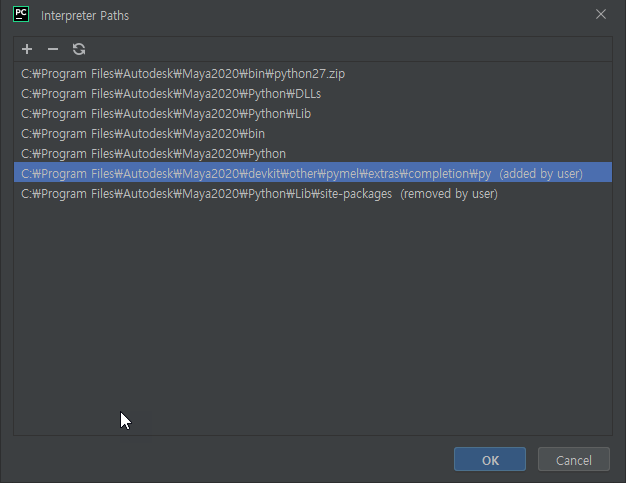 PC
Interpreter Paths
C:₩Program Files₩Autodesk₩Maya2020₩bin₩python27.zip
C:₩Program Files₩Autodesk₩Maya2020₩Python₩DLLs
C:₩Program Files₩Autodesk₩Maya2020₩Python₩Lib
C:₩Program Files₩Autodesk₩Maya2020₩bin
C:₩Program Files₩Autodesk₩Maya2020₩Python
C:₩Program Files₩Autodesk₩Maya2020₩devkit₩other₩pymel₩extras₩completion₩py (added by user)
C:₩Program Files₩Autodesk₩Maya2020₩Python₩Lib₩site-packages (removed by user)
OK Cancel